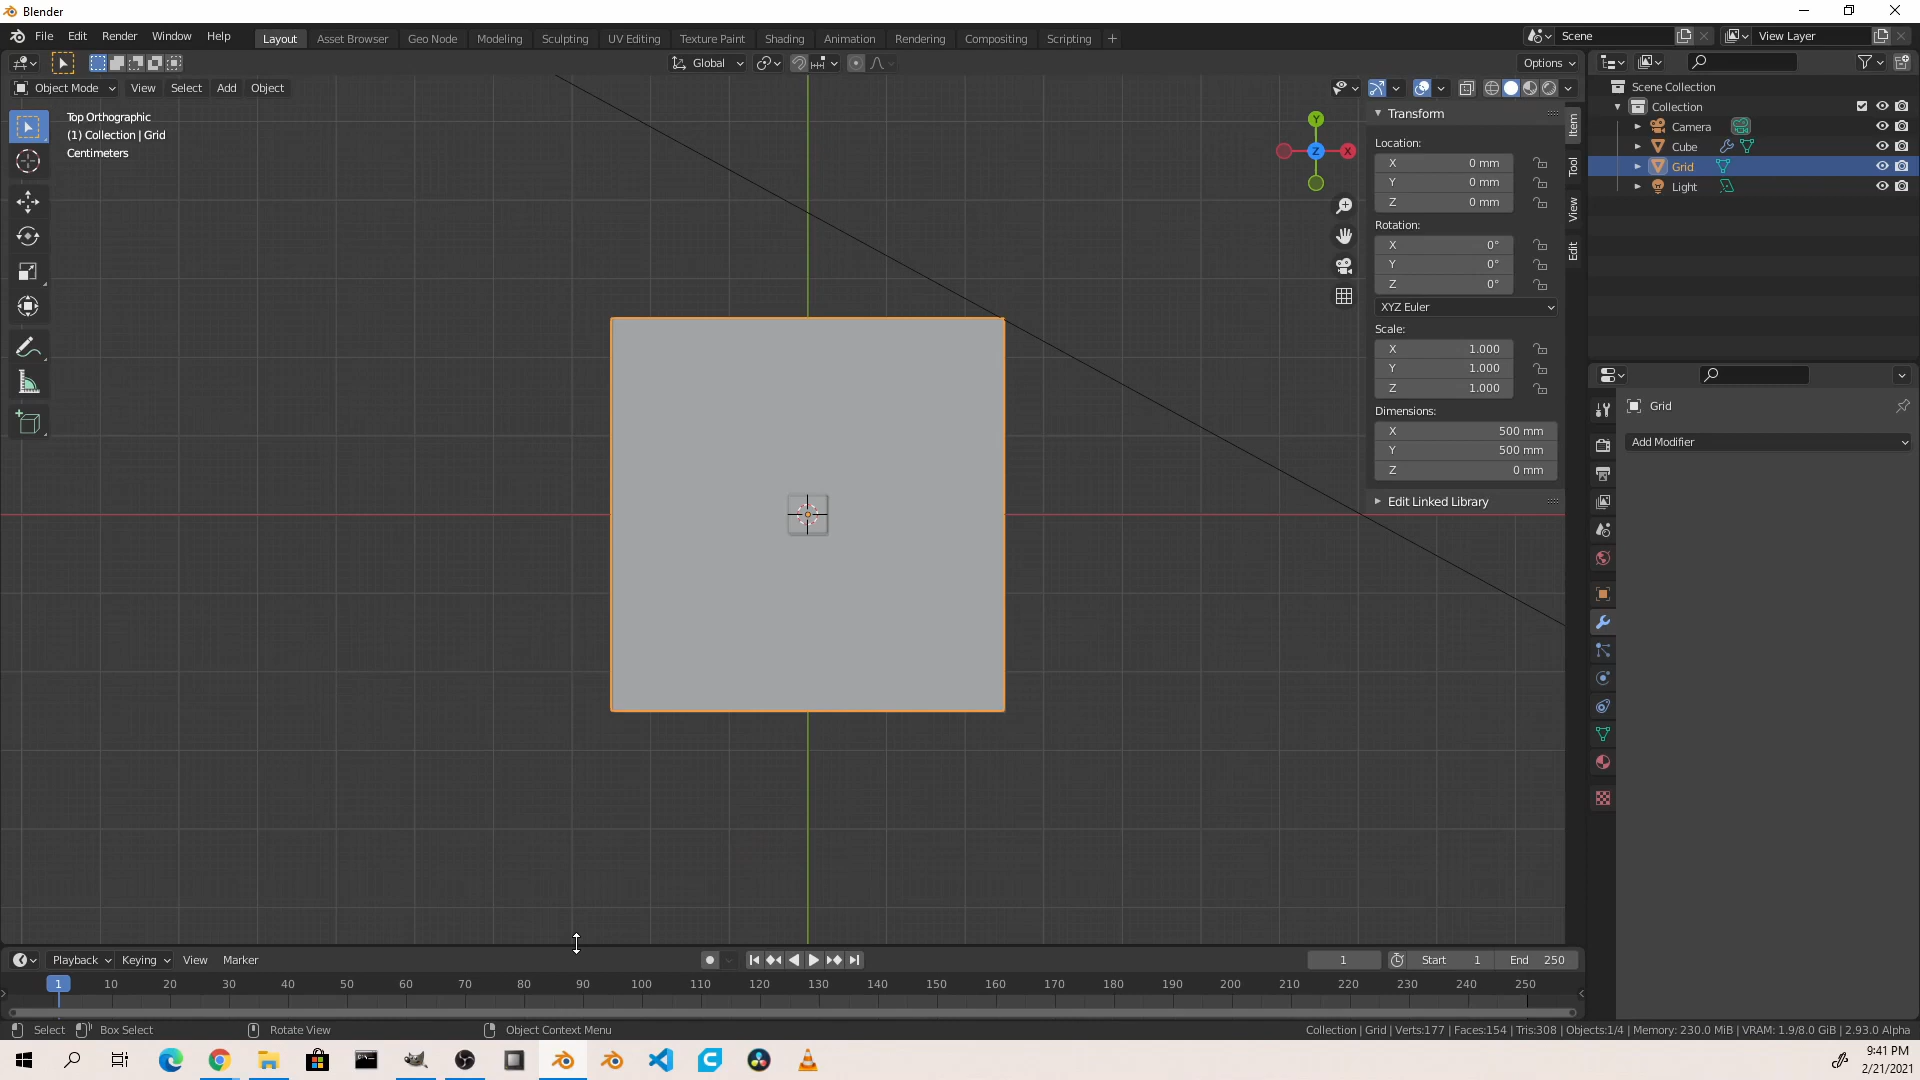 Blender
File Edit Render Window Help
Layout Asset Browser Geo Node Modeling Sculpting UV Editing Texture Paint Shading Animation Rendering Compositing Scripting +
Scene View Layer
Global Options
Object Mode View Select Add Object
Top Orthographic
(1) Collection | Grid
Centimeters
Y
X
Z
Transform
Location:
X 0 mm
Y 0 mm
Z 0 mm
Rotation:
X 0°
Y 0°
Z 0°
XYZ Euler
Scale:
X 1.000
Y 1.000
Z 1.000
Dimensions:
X 500 mm
Y 500 mm
Z 0 mm
Edit Linked Library
Item
Tool
View
Edit
Scene Collection
Collection
Camera
Cube
Grid
Light
Grid
Add Modifier
Playback Keying View Marker
1 Start 1 End 250
1 10 20 30 40 50 60 70 80 90 100 110 120 130 140 150 160 170 180 190 200 210 220 230 240 250
Select Box Select Rotate View Object Context Menu
Collection | Grid | Verts:177 | Faces:154 | Tris:308 | Objects:1/4 | Memory: 230.0 MiB | VRAM: 1.9/8.0 GiB | 2.93.0 Alpha
9:41 PM
2/21/2021